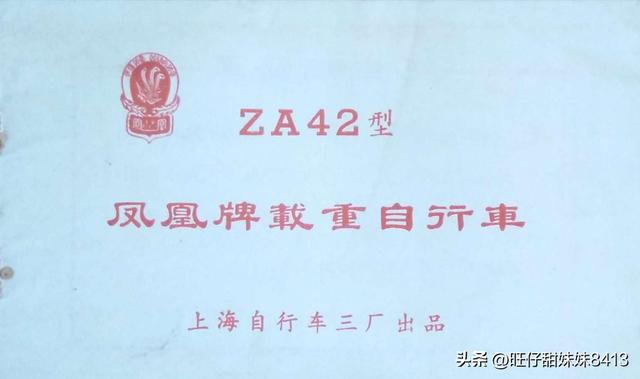 ZA42型
凤凰牌載重自行車
上海自行车三厂出品
头条 @旺仔甜妹妹8413